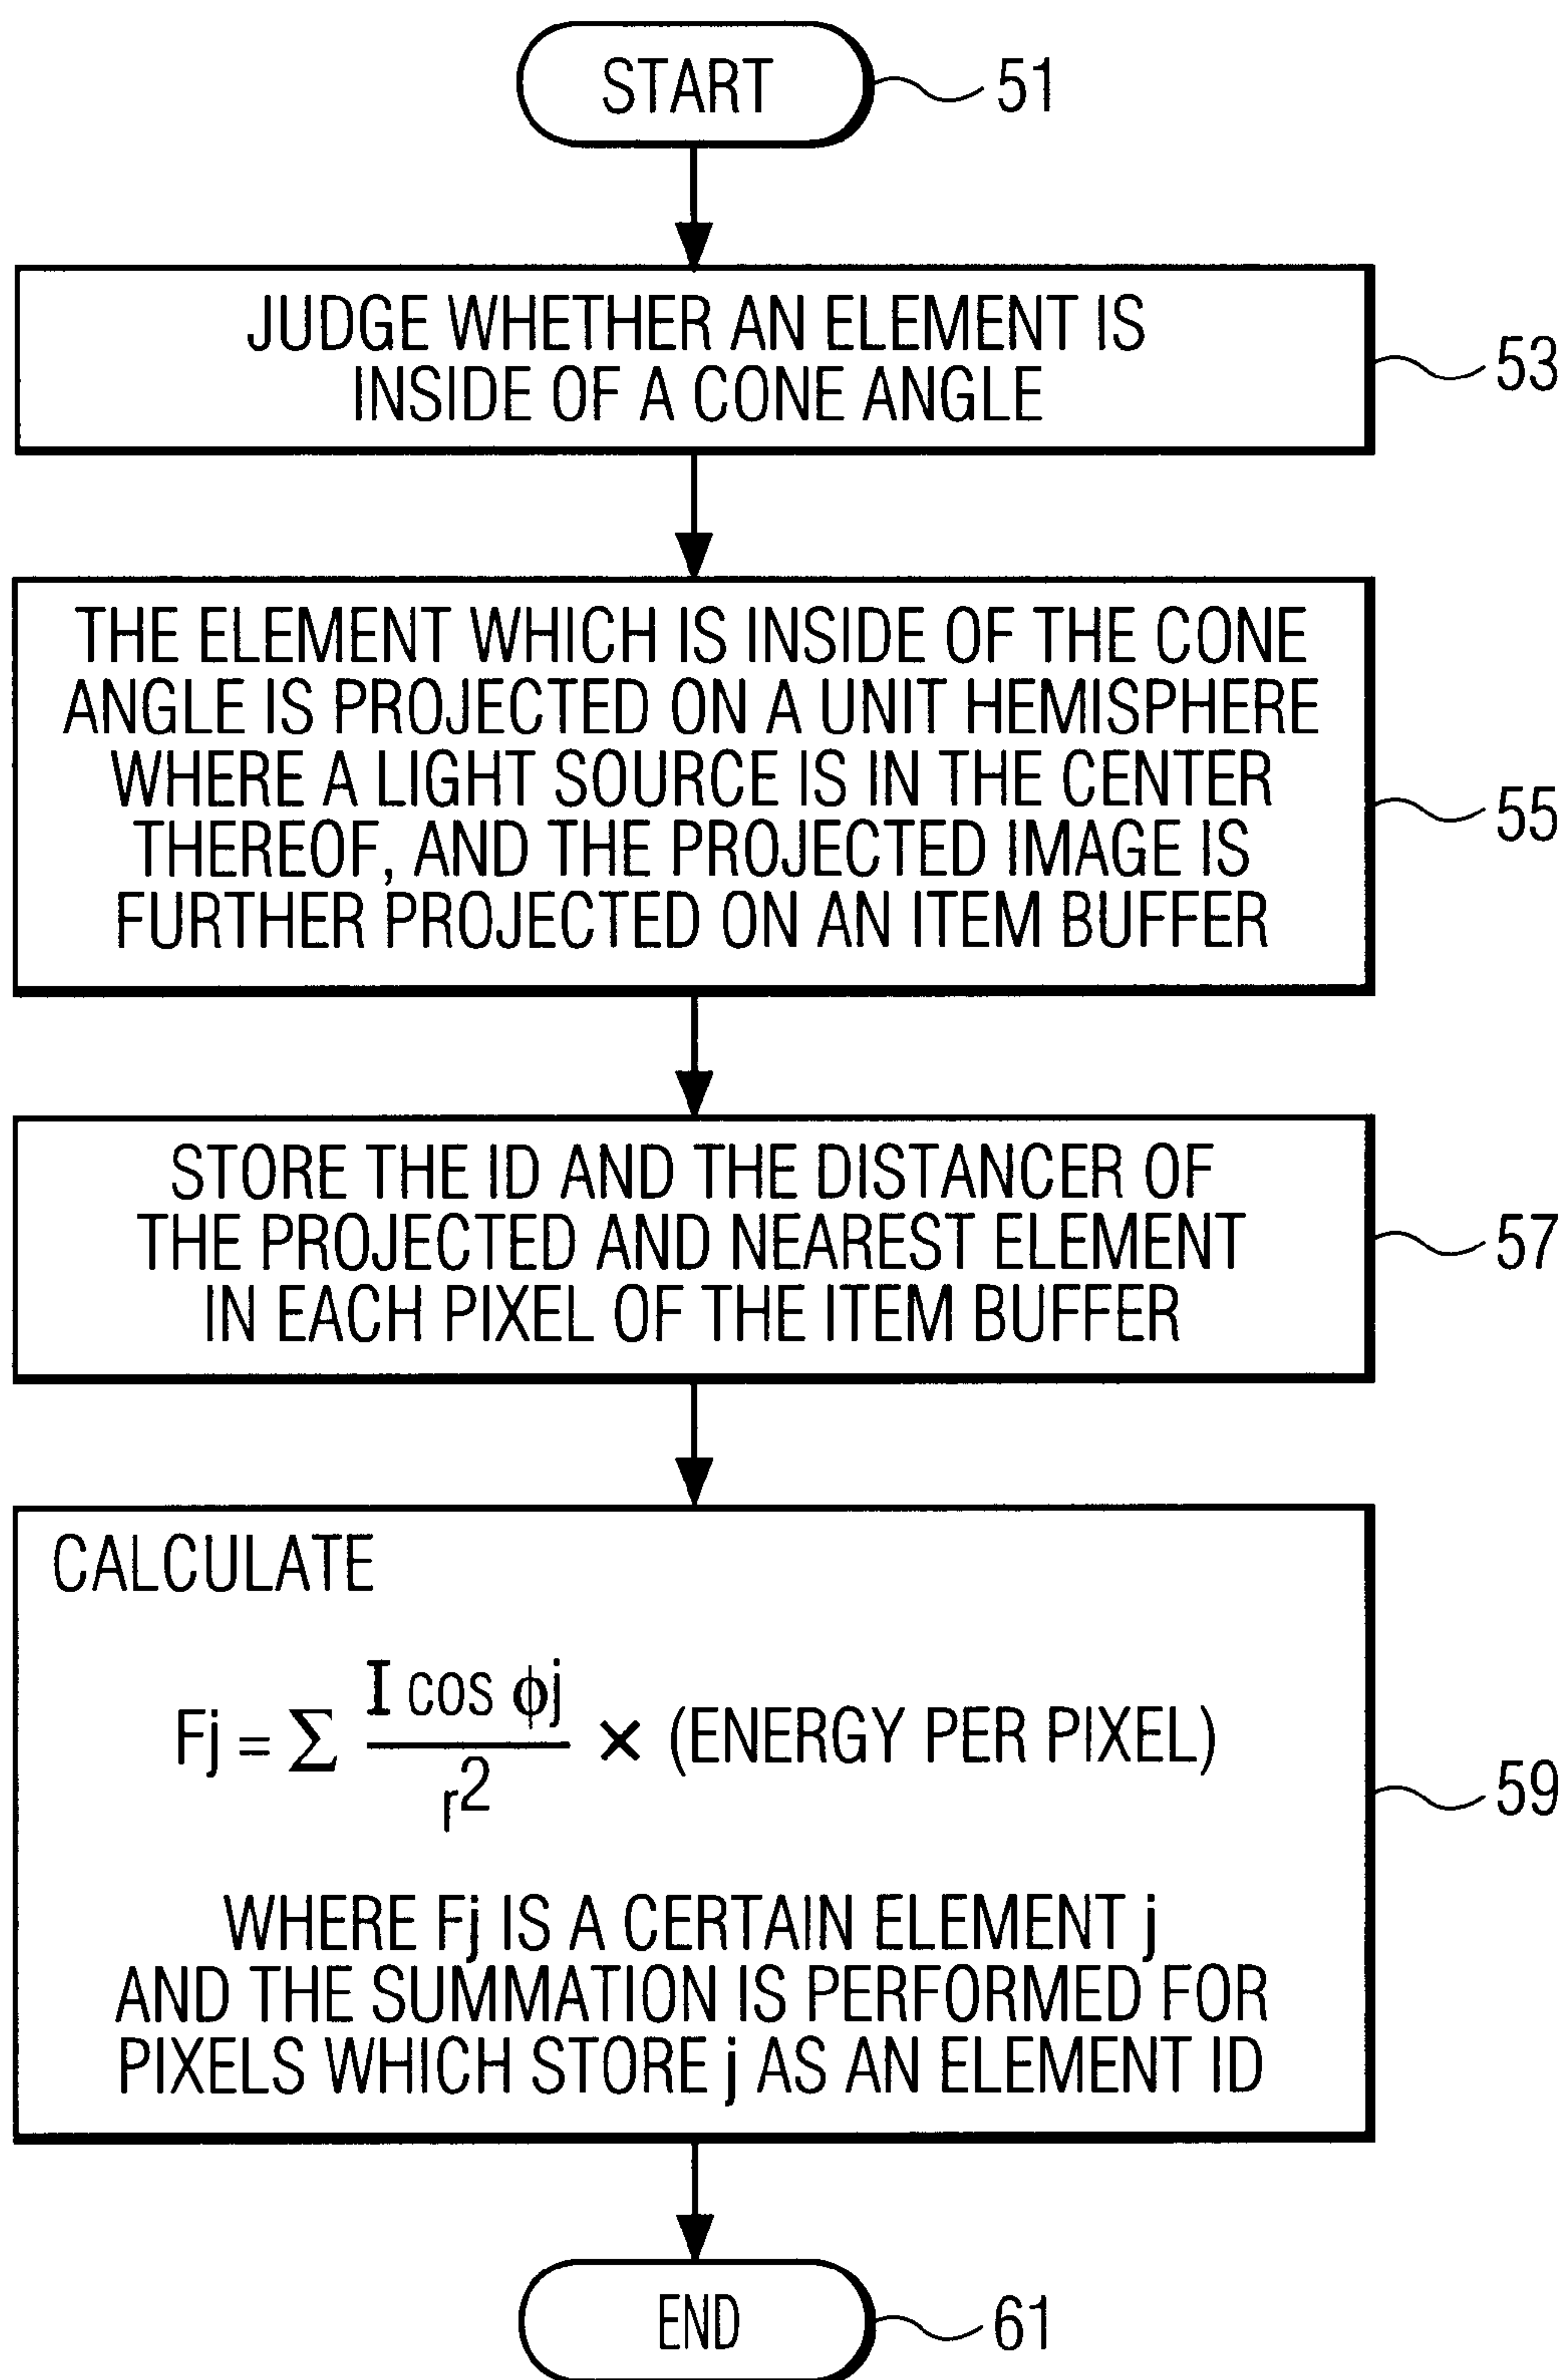 START
51
JUDGE WHETHER AN ELEMENT IS
INSIDE OF A CONE ANGLE
53
THE ELEMENT WHICH IS INSIDE OF THE CONE
ANGLE IS PROJECTED ON A UNIT HEMISPHERE
WHERE A LIGHT SOURCE IS IN THE CENTER
THEREOF, AND THE PROJECTED IMAGE IS
FURTHER PROJECTED ON AN ITEM BUFFER
55
STORE THE ID AND THE DISTANCER OF
THE PROJECTED AND NEAREST ELEMENT
IN EACH PIXEL OF THE ITEM BUFFER
57
CALCULATE
Fj = Σ I cos ϕj / r² × (ENERGY PER PIXEL)
59
WHERE Fj IS A CERTAIN ELEMENT j
AND THE SUMMATION IS PERFORMED FOR
PIXELS WHICH STORE j AS AN ELEMENT ID
END
61